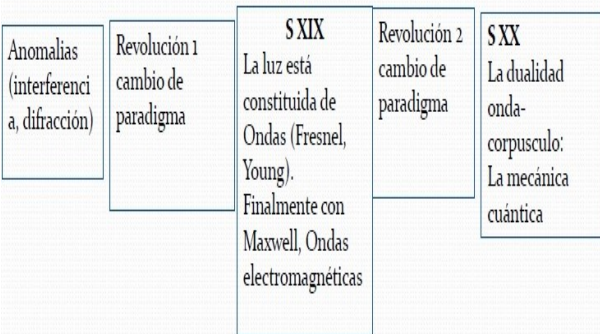 Anomalias
(interferenci
a, difracción)
Revolución 1
cambio de
paradigma
S XIX
La luz está
constituida de
Ondas (Fresnel,
Young).
Finalmente con
Maxwell, Ondas
electromagnéticas
Revolución 2
cambio de
paradigma
S XX
La dualidad
onda-
corpusculo:
La mecánica
cuántica